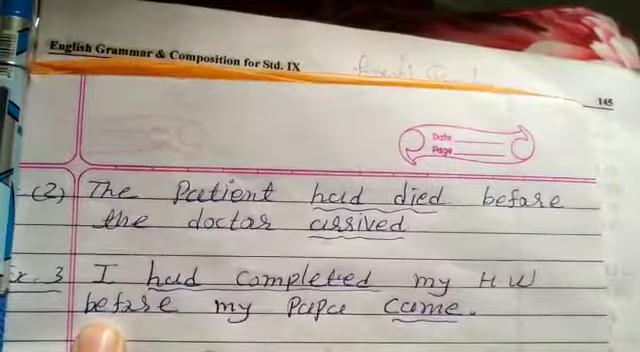 English Grammar & Composition for Std. IX
145
Date
Page
(2) The Patient had died before
the doctor arrived
Ex. 3 I had completed my H.W
before my Papa came.